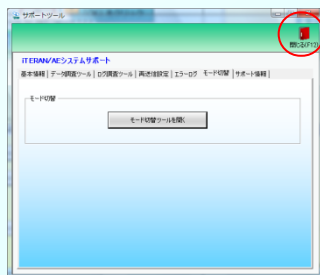 サポートツール
閉じる(F12)
iTERAN/AEシステムサポート
基本情報 | データ調査ツール | ログ調査ツール | 再送信設定 | エラーログ | モード切替 | サポート情報 |
モード切替
モード切替ツールを開く